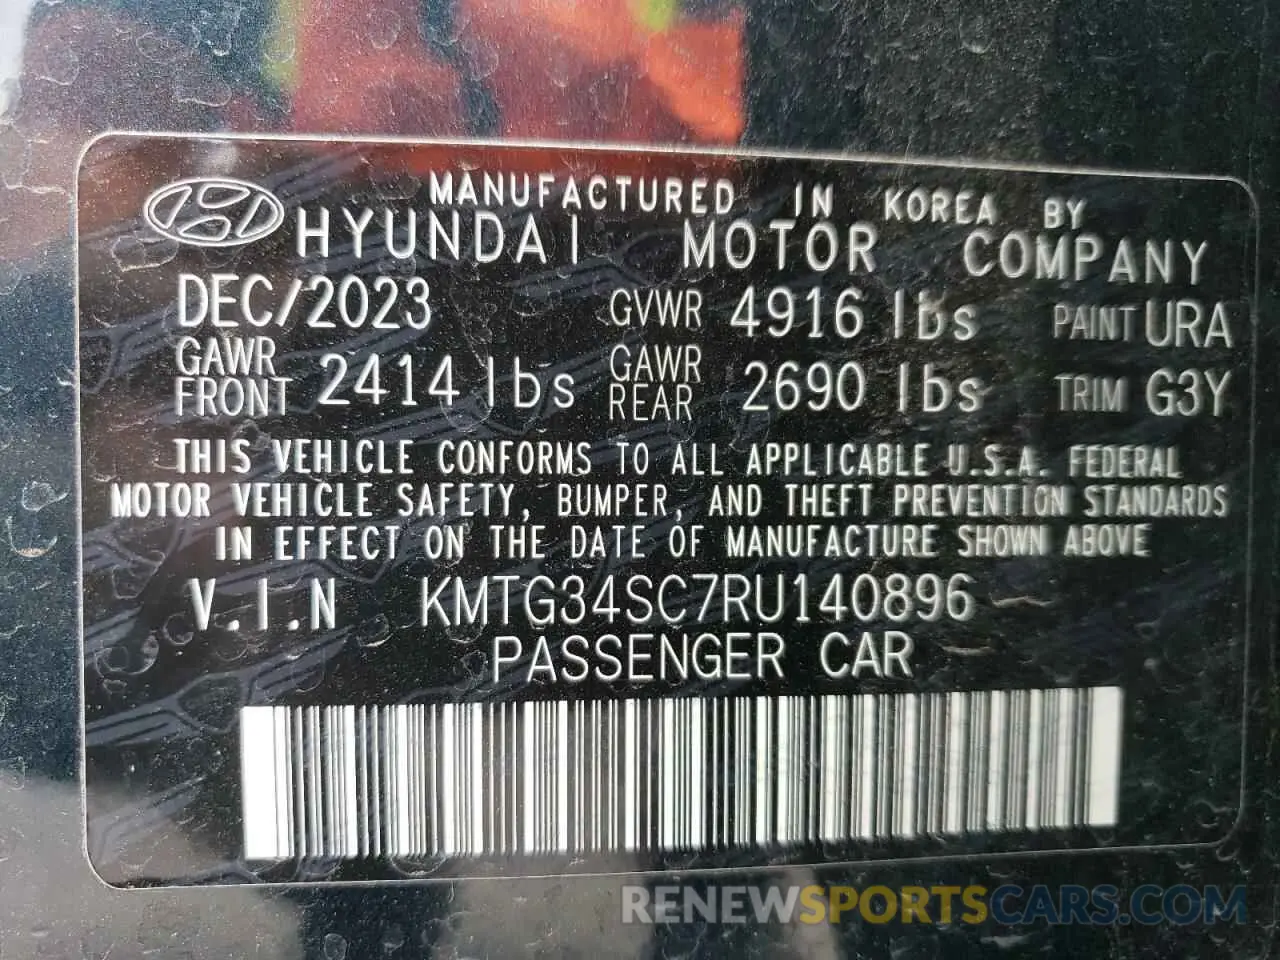 MANUFACTURED IN KOREA BY
HYUNDAI MOTOR COMPANY
DEC/2023 GVWR 4916 lbs PAINT URA
GAWR FRONT 2414 lbs GAWR REAR 2690 lbs TRIM G3Y
THIS VEHICLE CONFORMS TO ALL APPLICABLE U.S.A. FEDERAL
MOTOR VEHICLE SAFETY, BUMPER, AND THEFT PREVENTION STANDARDS
IN EFFECT ON THE DATE OF MANUFACTURE SHOWN ABOVE
V.I.N KMTG34SC7RU140896
PASSENGER CAR
RENEWSPORTSCARS.COM